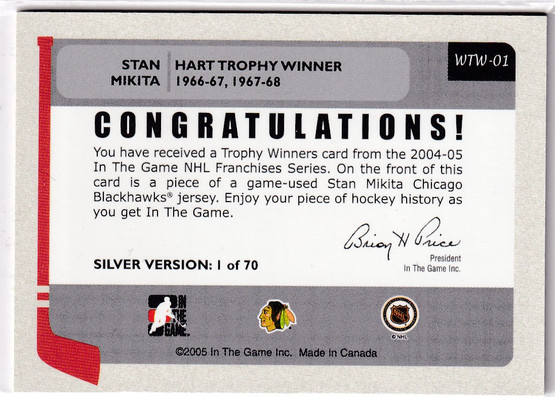 STAN MIKITA
HART TROPHY WINNER
1966-67, 1967-68
WTW-01
CONGRATULATIONS!
You have received a Trophy Winners card from the 2004-05
In The Game NHL Franchises Series. On the front of this
card is a piece of a game-used Stan Mikita Chicago
Blackhawks® jersey. Enjoy your piece of hockey history as
you get In The Game.
Brian H Price
President
In The Game Inc.
SILVER VERSION: 1 of 70
IN
THE
GAME
NHL
© NHL
©2005 In The Game Inc. Made in Canada